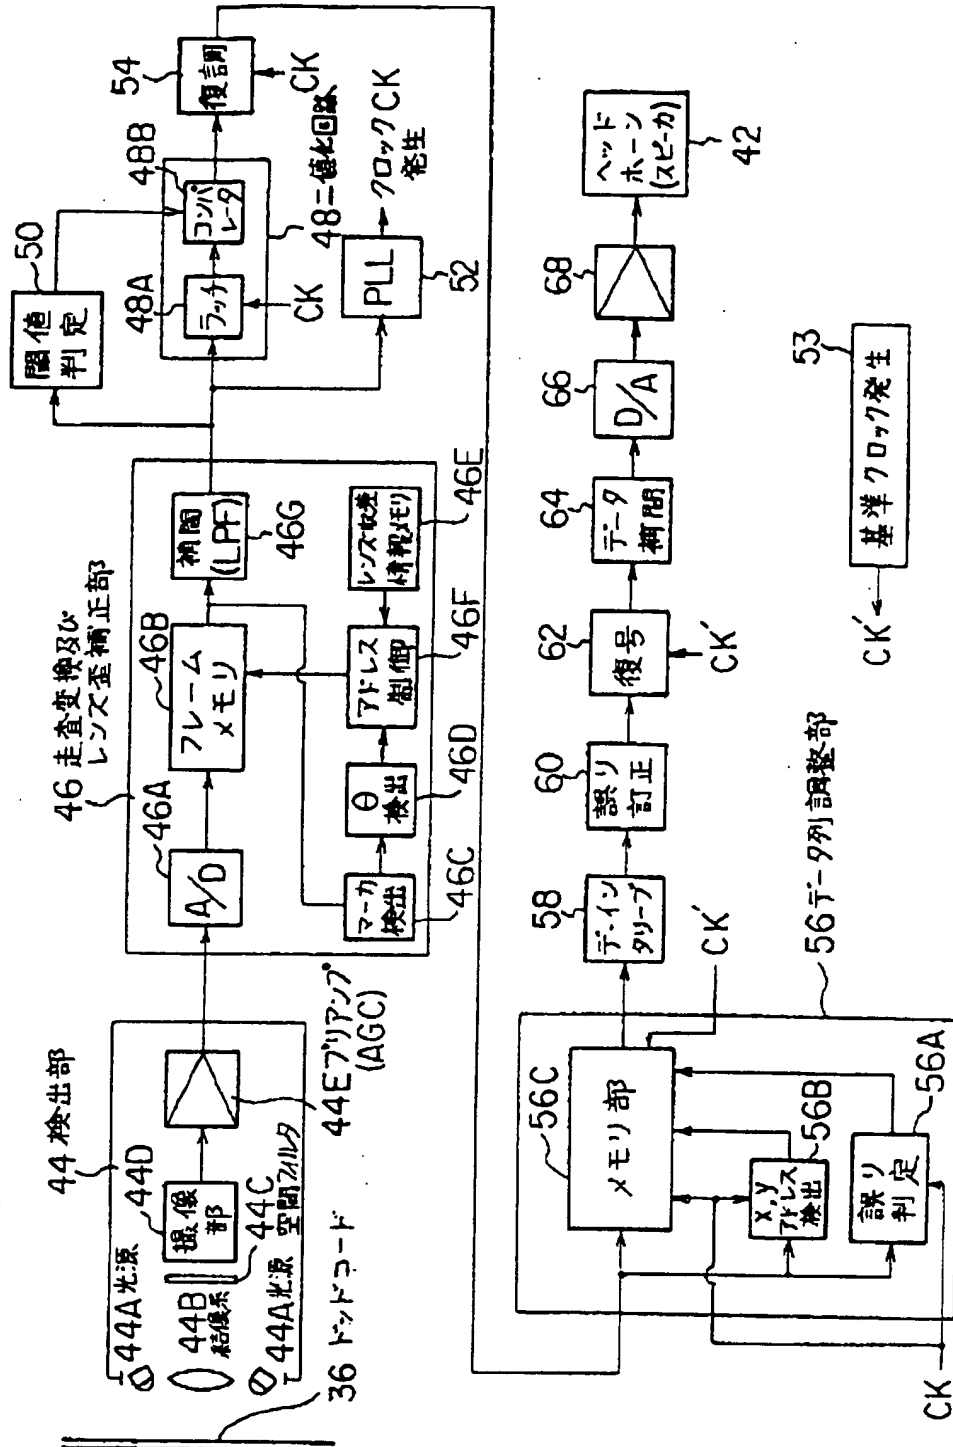 44 検出部
44A 光源
44B
結像系
44A 光源
44C
空間フィルタ
44D
撮像
部
44E プリアンプ
(AGC)
36 ドットコード
46 走査変換及び
レンズ歪補正部
46A
A/D
46B
フレーム
メモリ
46C
マーカ
検出
46D
θ
検出
46F
アドレス
制御
46E
レンズ収差
情報メモリ
46G
補間
(LPF)
50
閾値
判定
48A
ラッチ
CK
48B
コンパ
レータ
48 二値化回路
52
PLL
クロックCK
発生
54
復調
CK
56 データ列調整部
56C
メモリ部
56B
x,y
アドレス
検出
56A
誤り
判定
CK
CK'
58
デ・イン
タリーブ
60
誤り
訂正
62
復号
CK'
64
データ
補間
66
D/A
68
ヘッド
ホーン
(スピーカ)
42
53
基準クロック発生
CK'